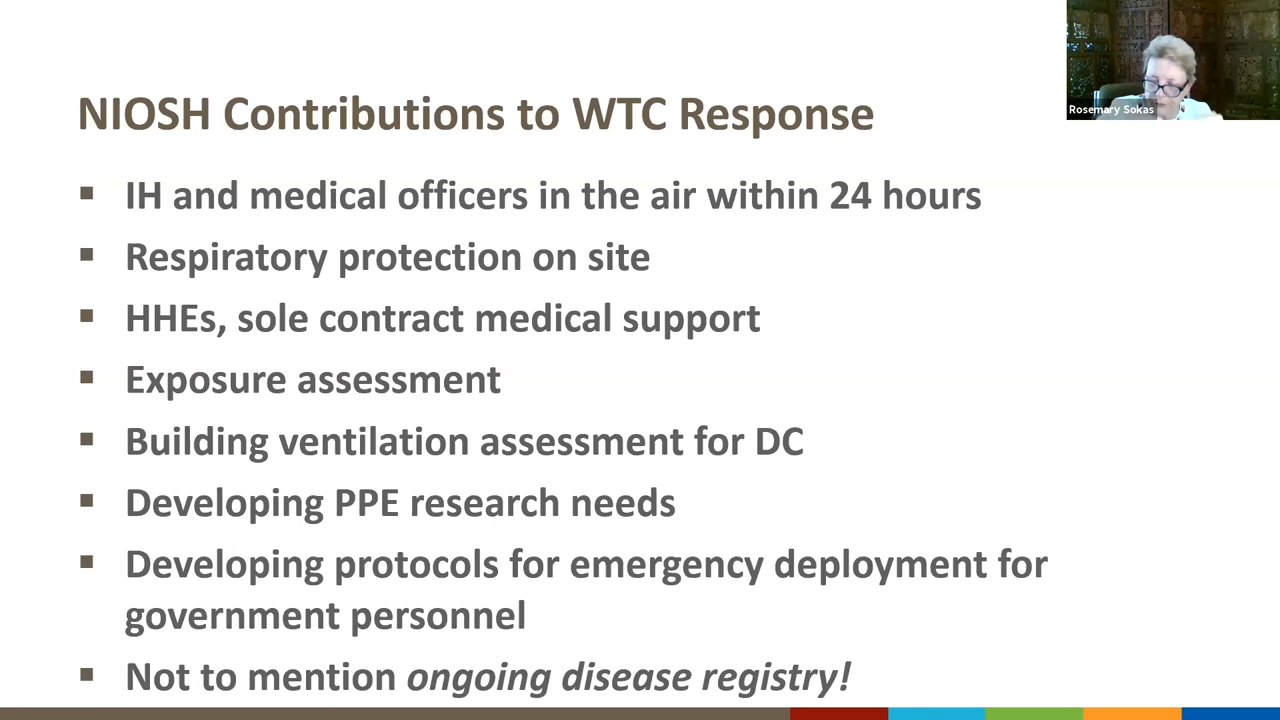 NIOSH Contributions to WTC Response
Rosemary Sokas
▪ IH and medical officers in the air within 24 hours
▪ Respiratory protection on site
▪ HHEs, sole contract medical support
▪ Exposure assessment
▪ Building ventilation assessment for DC
▪ Developing PPE research needs
▪ Developing protocols for emergency deployment for
government personnel
▪ Not to mention ongoing disease registry!